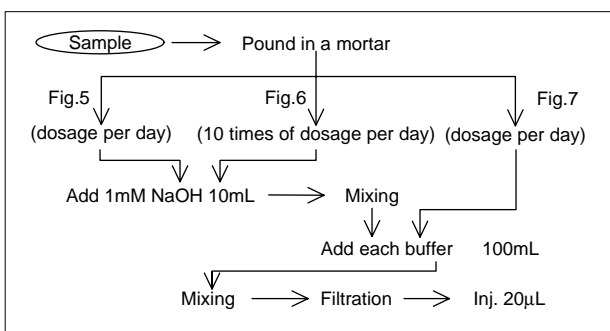 Sample Pound in a mortar
Fig.5 Fig.6 Fig.7
(dosage per day) (10 times of dosage per day) (dosage per day)
Add 1mM NaOH 10mL Mixing
Add each buffer 100mL
Mixing Filtration Inj. 20μL